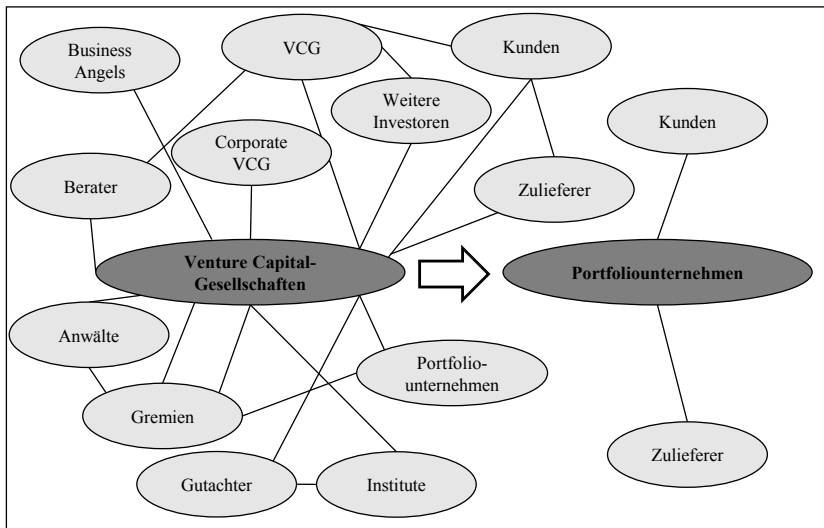 Business
Angels
VCG
Kunden
Weitere
Investoren
Kunden
Corporate
VCG
Berater
Zulieferer
Venture Capital-
Gesellschaften
Portfoliounternehmen
Anwälte
Portfolio-
unternehmen
Gremien
Zulieferer
Gutachter
Institute